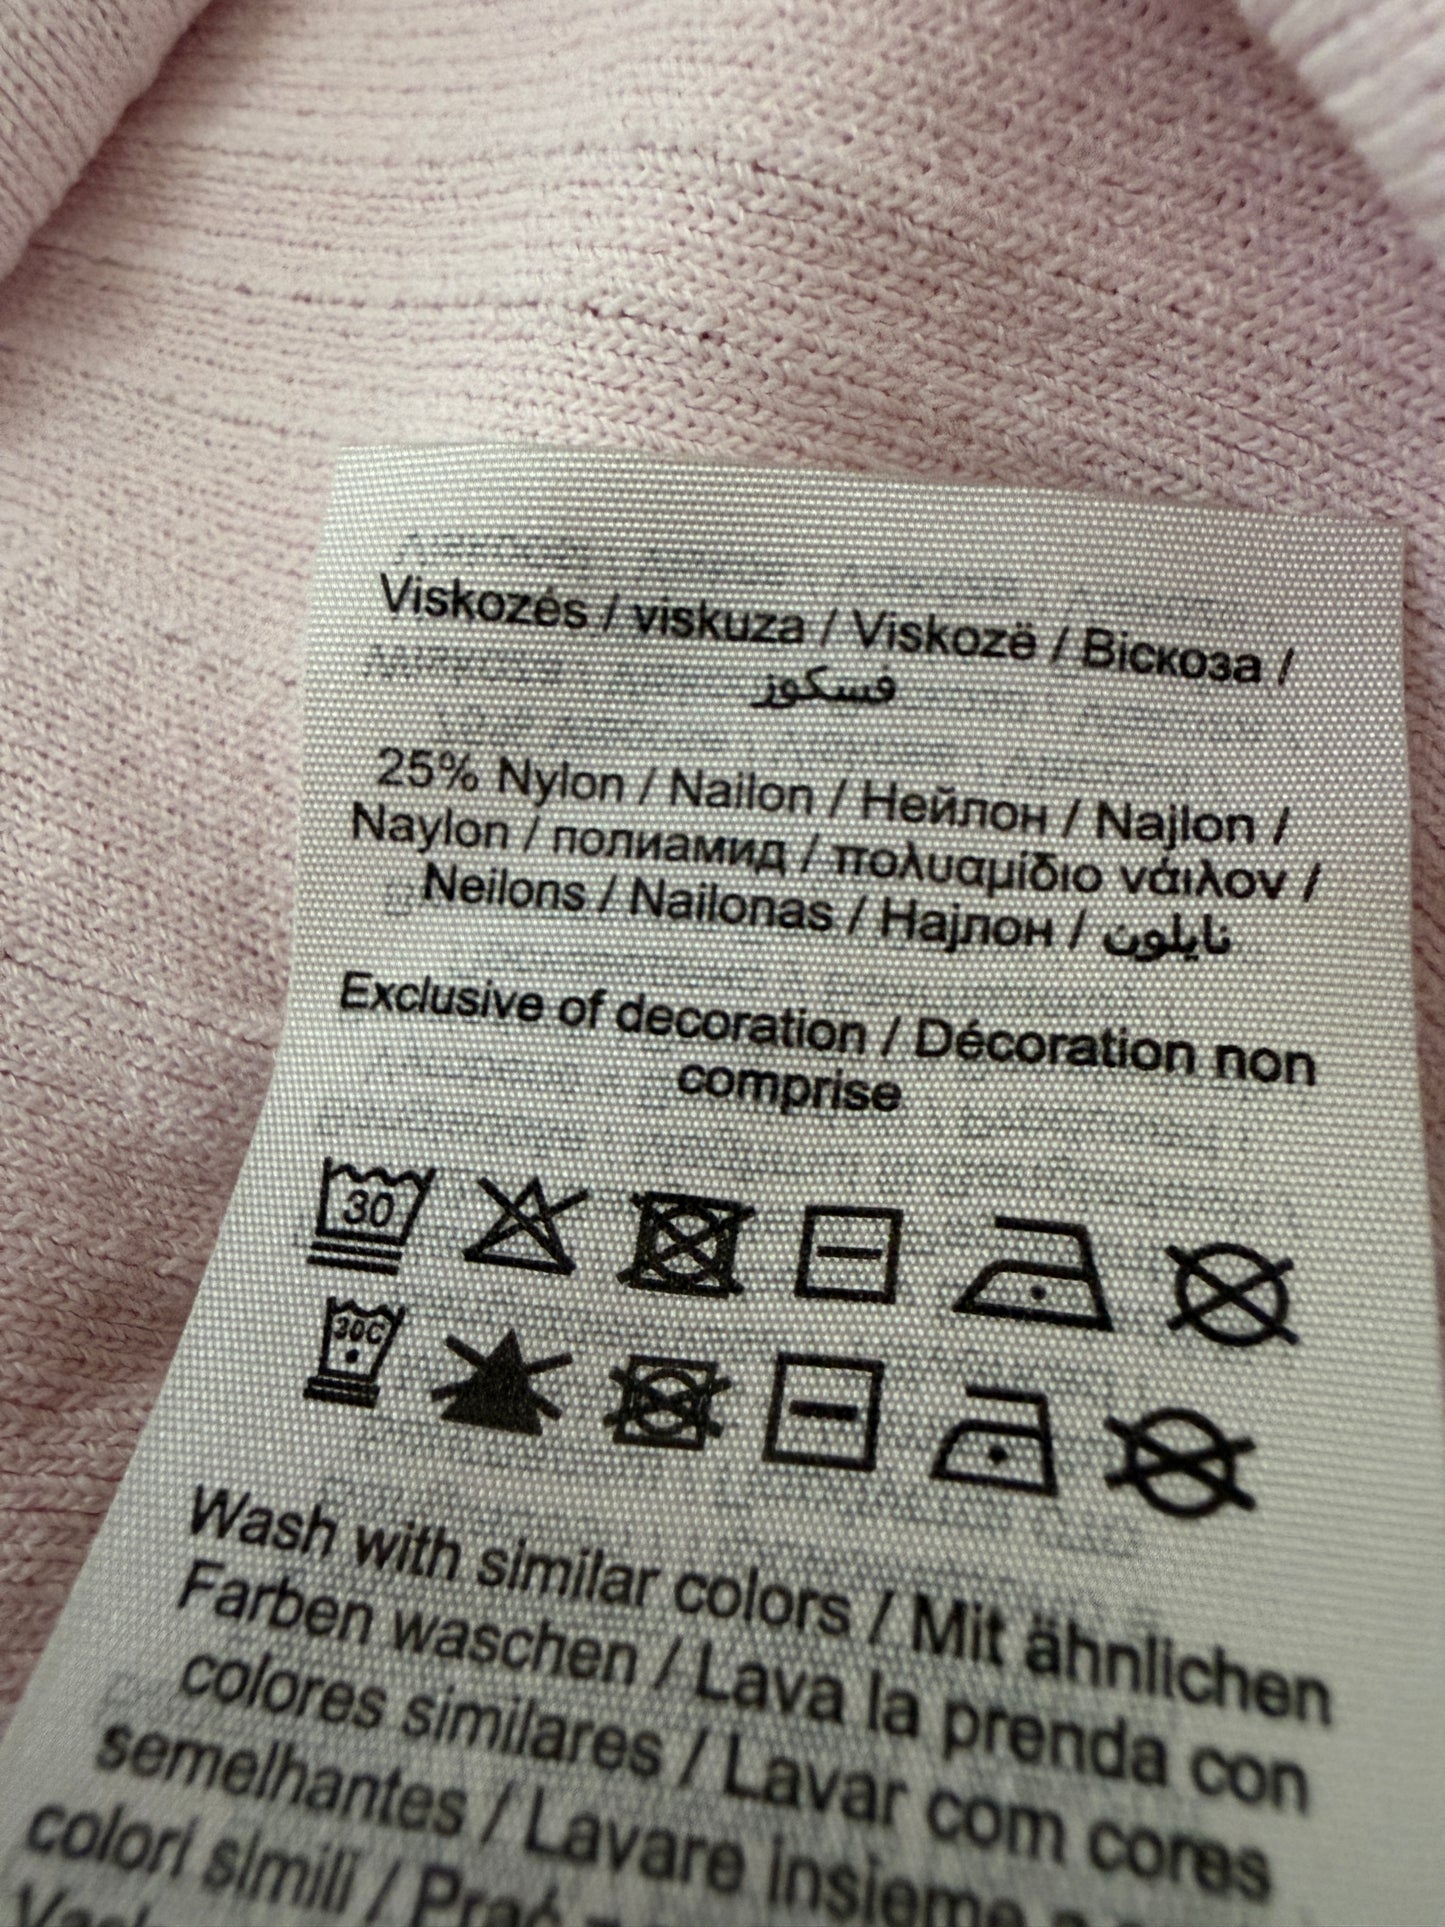 Viskozés / viskuza / Viskozë / Віскоза /
فسكوز
25% Nylon / Nailon / Нейлон / Najlon /
Naylon / полиамид / πολυαμίδιο νάιλον /
Neilons / Nailonas / Најлон / نايلون
Exclusive of decoration / Décoration non
comprise
30
30C
Wash with similar colors / Mit ähnlichen
Farben waschen / Lava la prenda con
colores similares / Lavar com cores
semelhantes / Lavare insieme a
colori simili / Prać